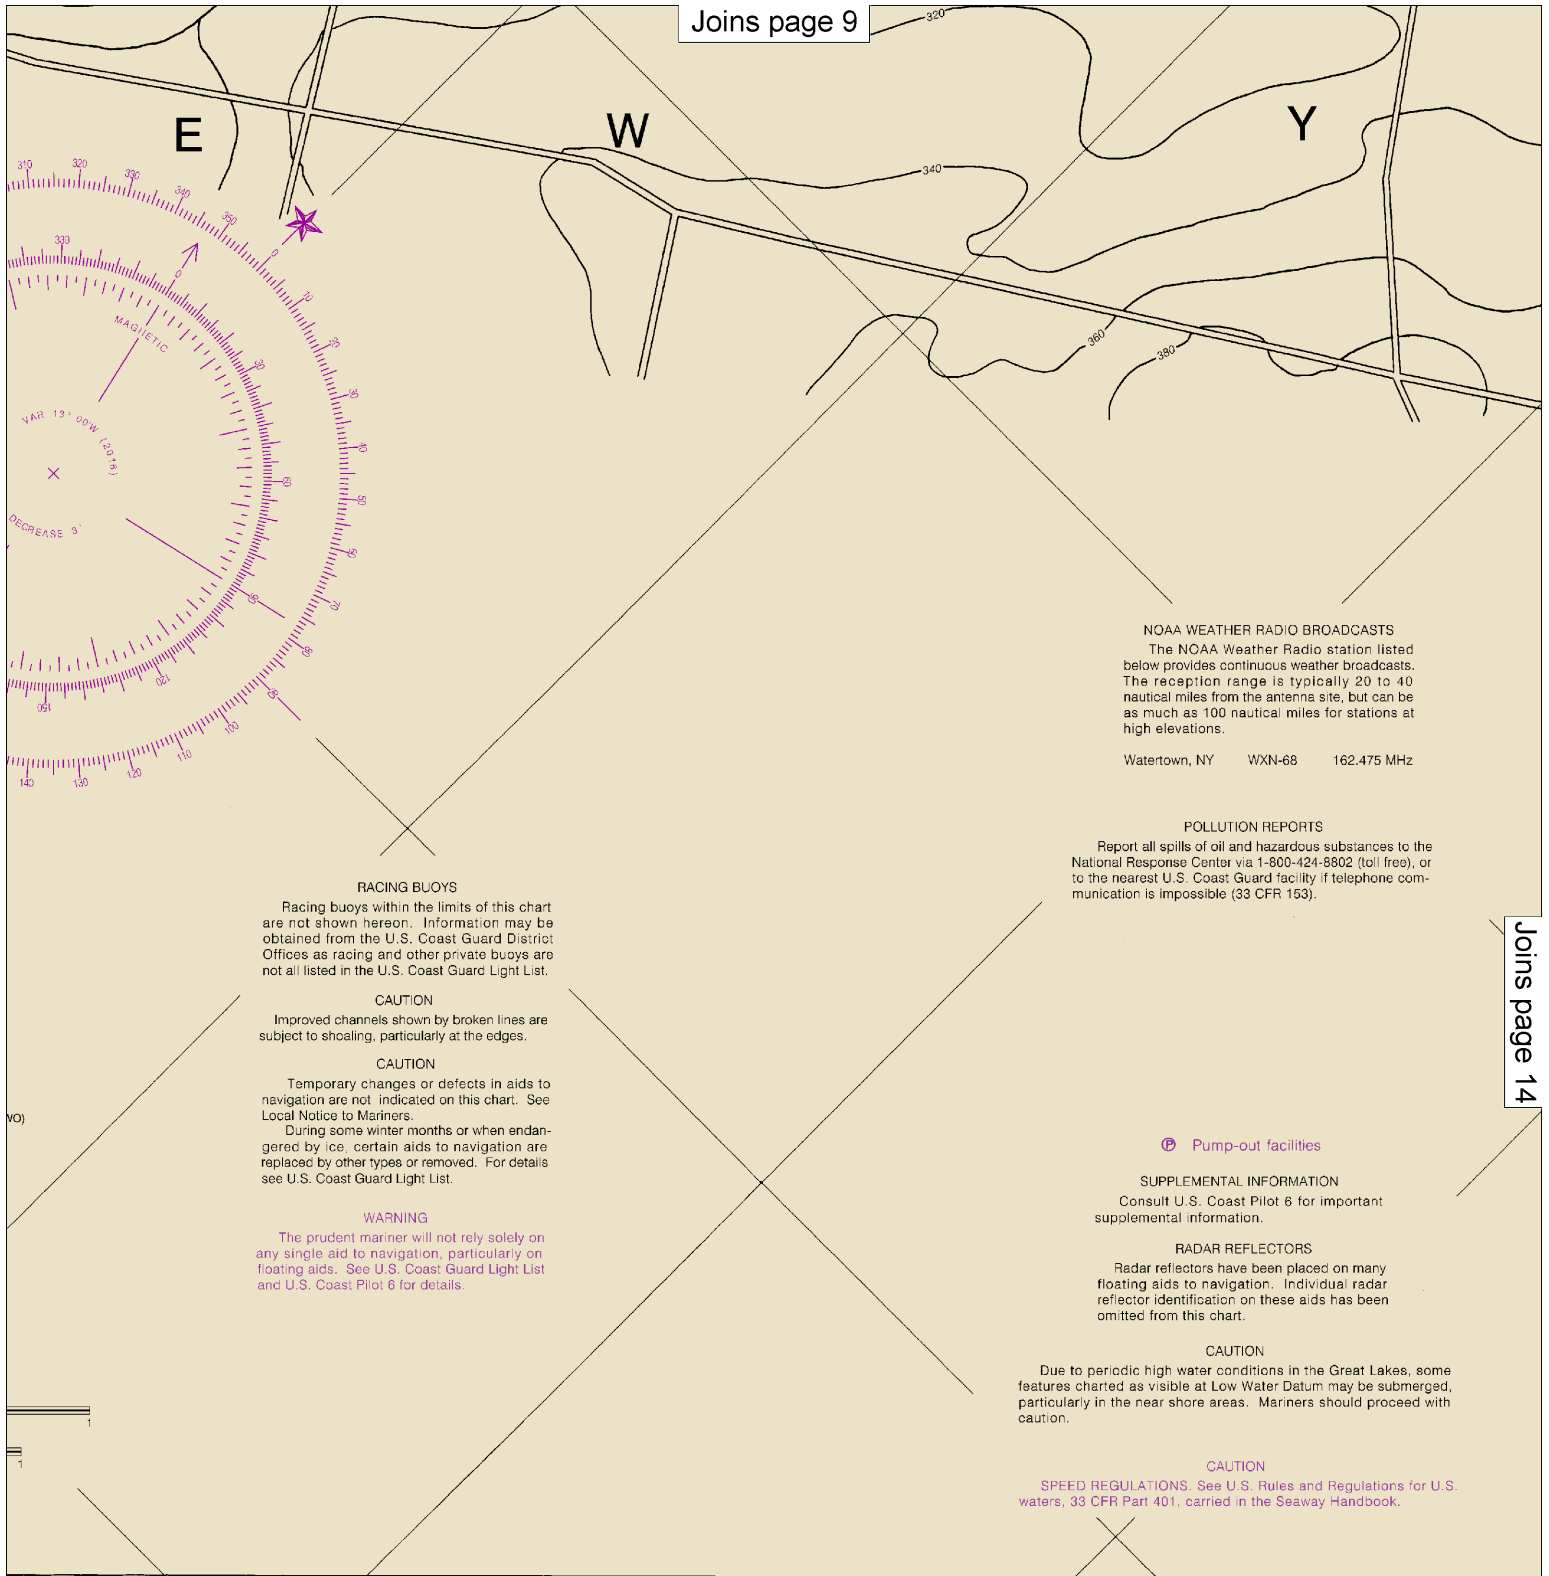 Joins page 9
320
E
W
Y
340
360
380
310
320
330
340
350
0
10
20
30
40
50
60
70
80
90
100
110
120
130
140
330
0
30
60
90
120
150
MAGNETIC
VAR 13° 00'W (2016)
DECREASE 3'
NOAA WEATHER RADIO BROADCASTS
The NOAA Weather Radio station listed
below provides continuous weather broadcasts.
The reception range is typically 20 to 40
nautical miles from the antenna site, but can be
as much as 100 nautical miles for stations at
high elevations.
Watertown, NY WXN-68 162.475 MHz
POLLUTION REPORTS
Report all spills of oil and hazardous substances to the
National Response Center via 1-800-424-8802 (toll free), or
to the nearest U.S. Coast Guard facility if telephone com-
munication is impossible (33 CFR 153).
RACING BUOYS
Racing buoys within the limits of this chart
are not shown hereon. Information may be
obtained from the U.S. Coast Guard District
Offices as racing and other private buoys are
not all listed in the U.S. Coast Guard Light List.
CAUTION
Improved channels shown by broken lines are
subject to shoaling, particularly at the edges.
CAUTION
Temporary changes or defects in aids to
navigation are not indicated on this chart. See
Local Notice to Mariners.
During some winter months or when endan-
gered by ice, certain aids to navigation are
replaced by other types or removed. For details
see U.S. Coast Guard Light List.
WARNING
The prudent mariner will not rely solely on
any single aid to navigation, particularly on
floating aids. See U.S. Coast Guard Light List
and U.S. Coast Pilot 6 for details.
Joins page 14
WO)
P Pump-out facilities
SUPPLEMENTAL INFORMATION
Consult U.S. Coast Pilot 6 for important
supplemental information.
RADAR REFLECTORS
Radar reflectors have been placed on many
floating aids to navigation. Individual radar
reflector identification on these aids has been
omitted from this chart.
CAUTION
Due to periodic high water conditions in the Great Lakes, some
features charted as visible at Low Water Datum may be submerged,
particularly in the near shore areas. Mariners should proceed with
caution.
CAUTION
SPEED REGULATIONS. See U.S. Rules and Regulations for U.S.
waters, 33 CFR Part 401, carried in the Seaway Handbook.
1
1